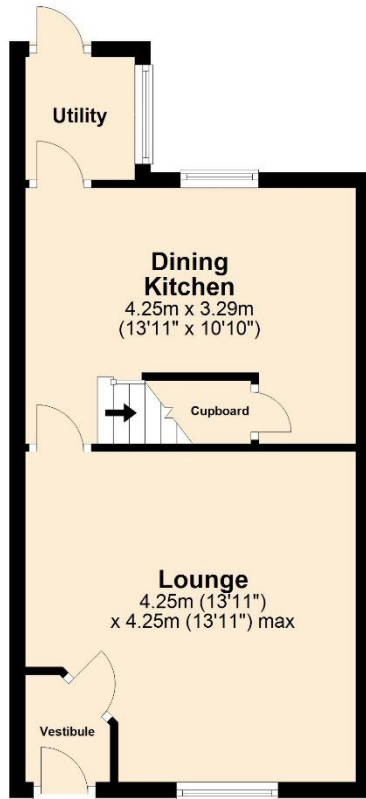 Utility
Dining
Kitchen
4.25m x 3.29m
(13'11" x 10'10")
Cupboard
Lounge
4.25m (13'11")
x 4.25m (13'11") max
Vestibule